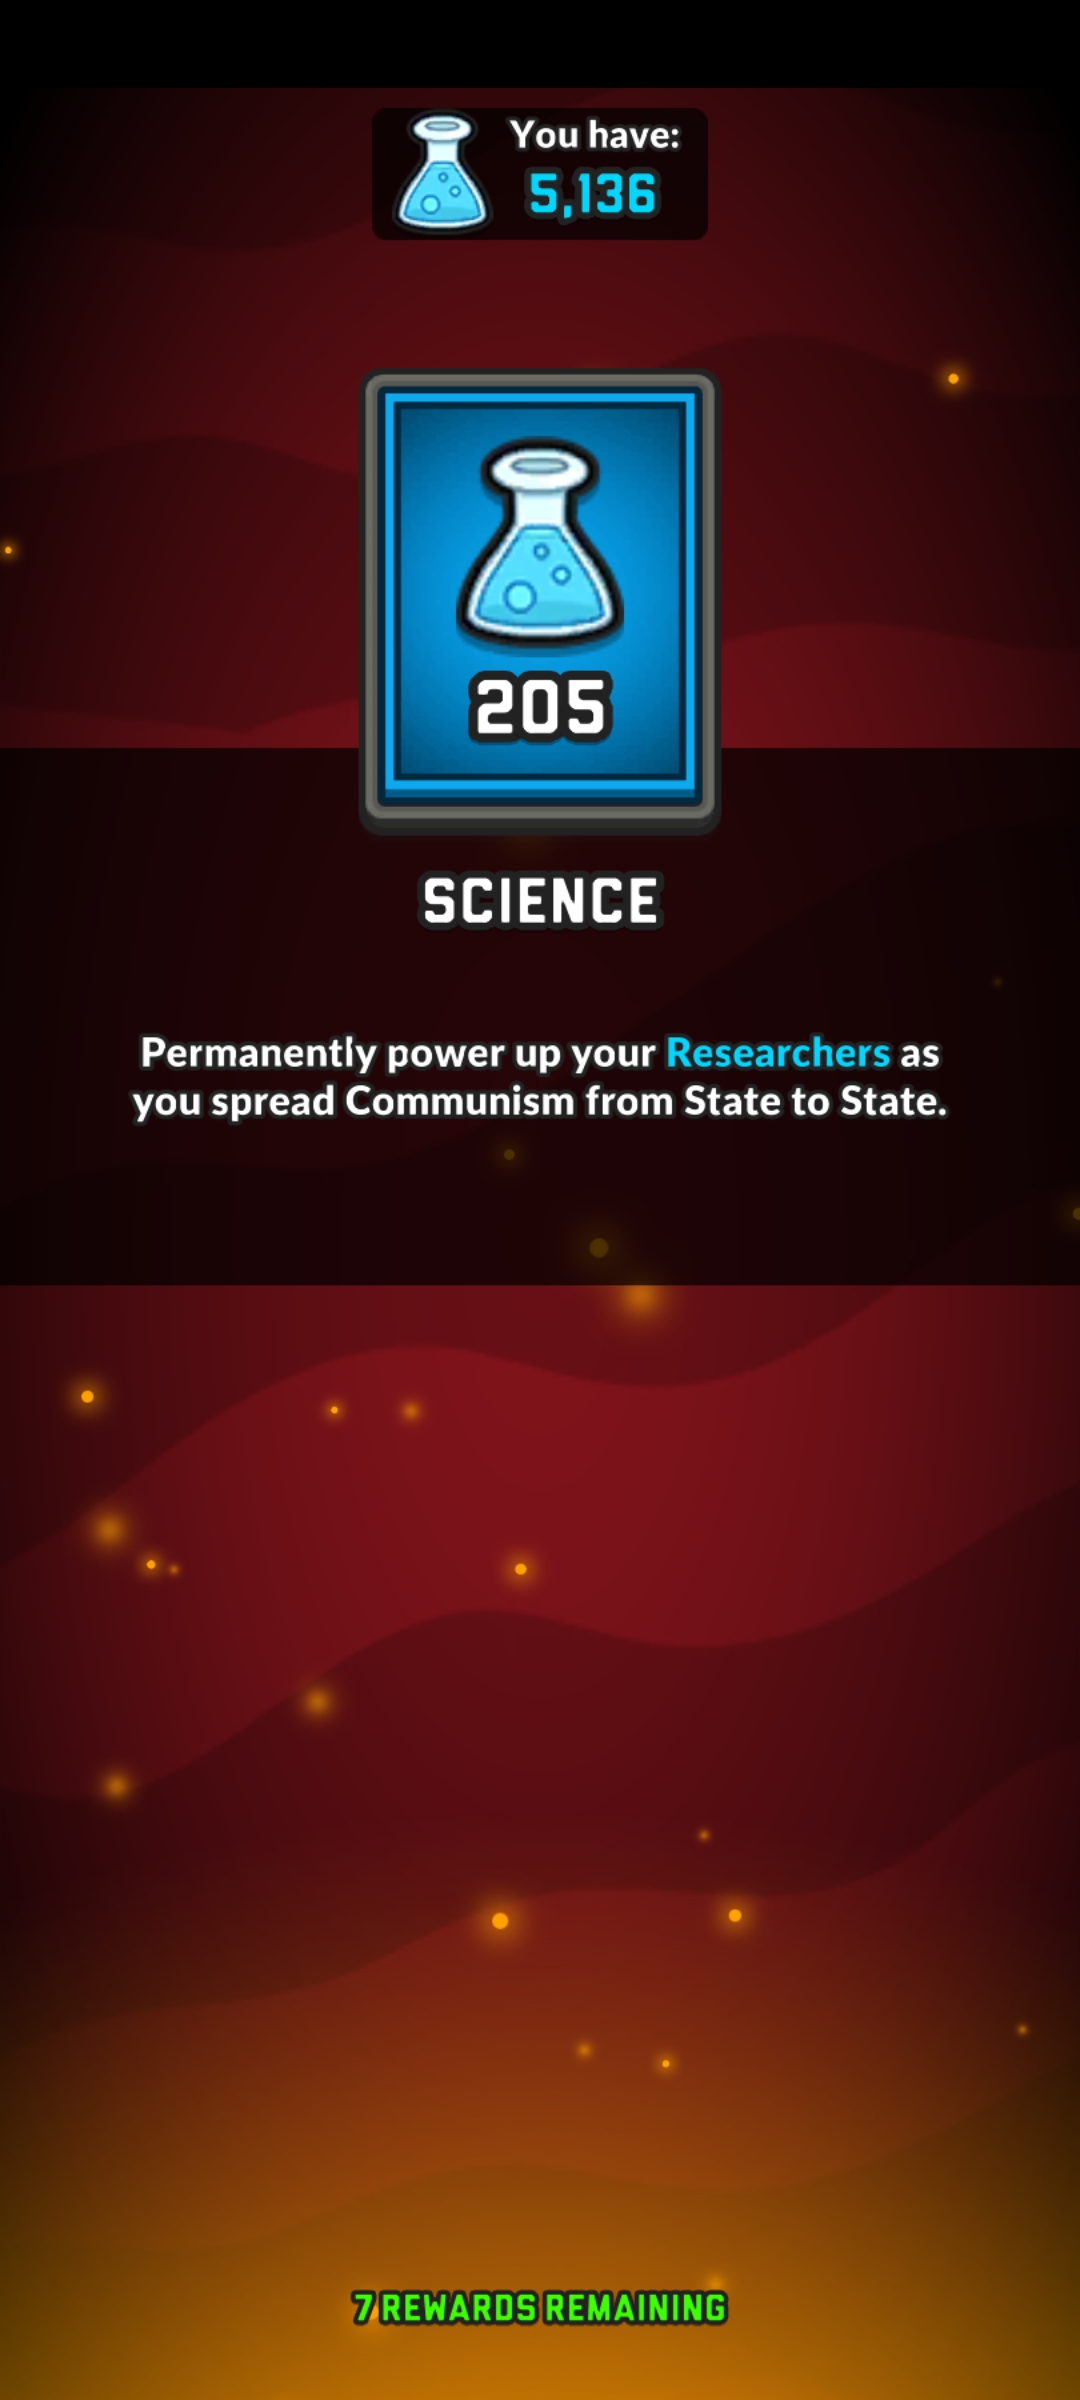 You have:
5,136
205
SCIENCE
Permanently power up your Researchers as
you spread Communism from State to State.
7 REWARDS REMAINING